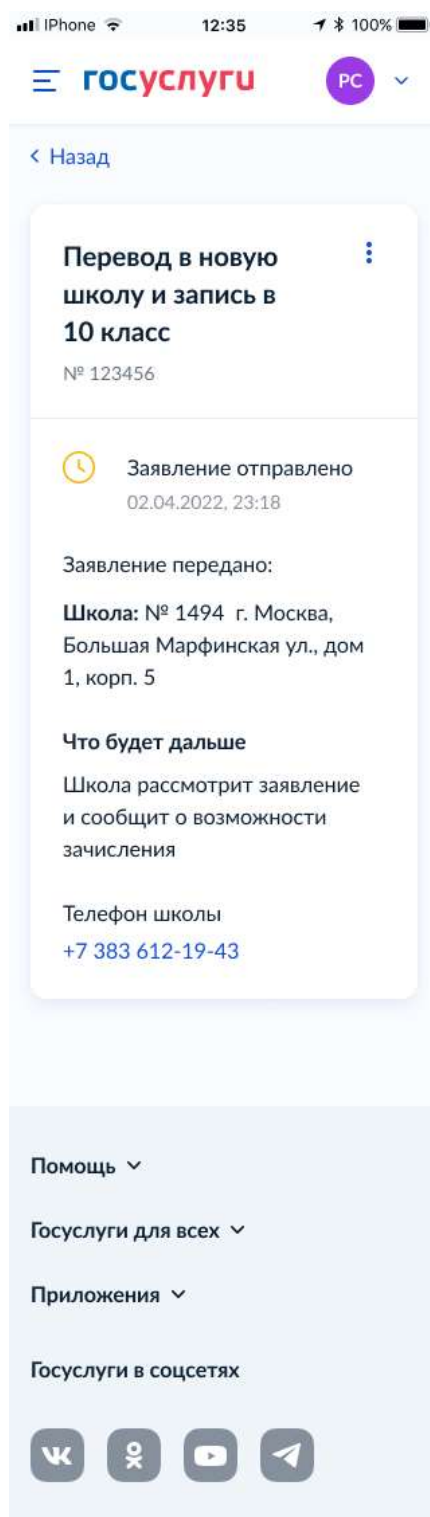 IPhone 12:35 100%
госуслуги РС
Назад
Перевод в новую
школу и запись в
10 класс
№ 123456
Заявление отправлено
02.04.2022, 23:18
Заявление передано:
Школа: № 1494 г. Москва,
Большая Марфинская ул., дом
1, корп. 5
Что будет дальше
Школа рассмотрит заявление
и сообщит о возможности
зачисления
Телефон школы
+7 383 612-19-43
Помощь
Госуслуги для всех
Приложения
Госуслуги в соцсетях